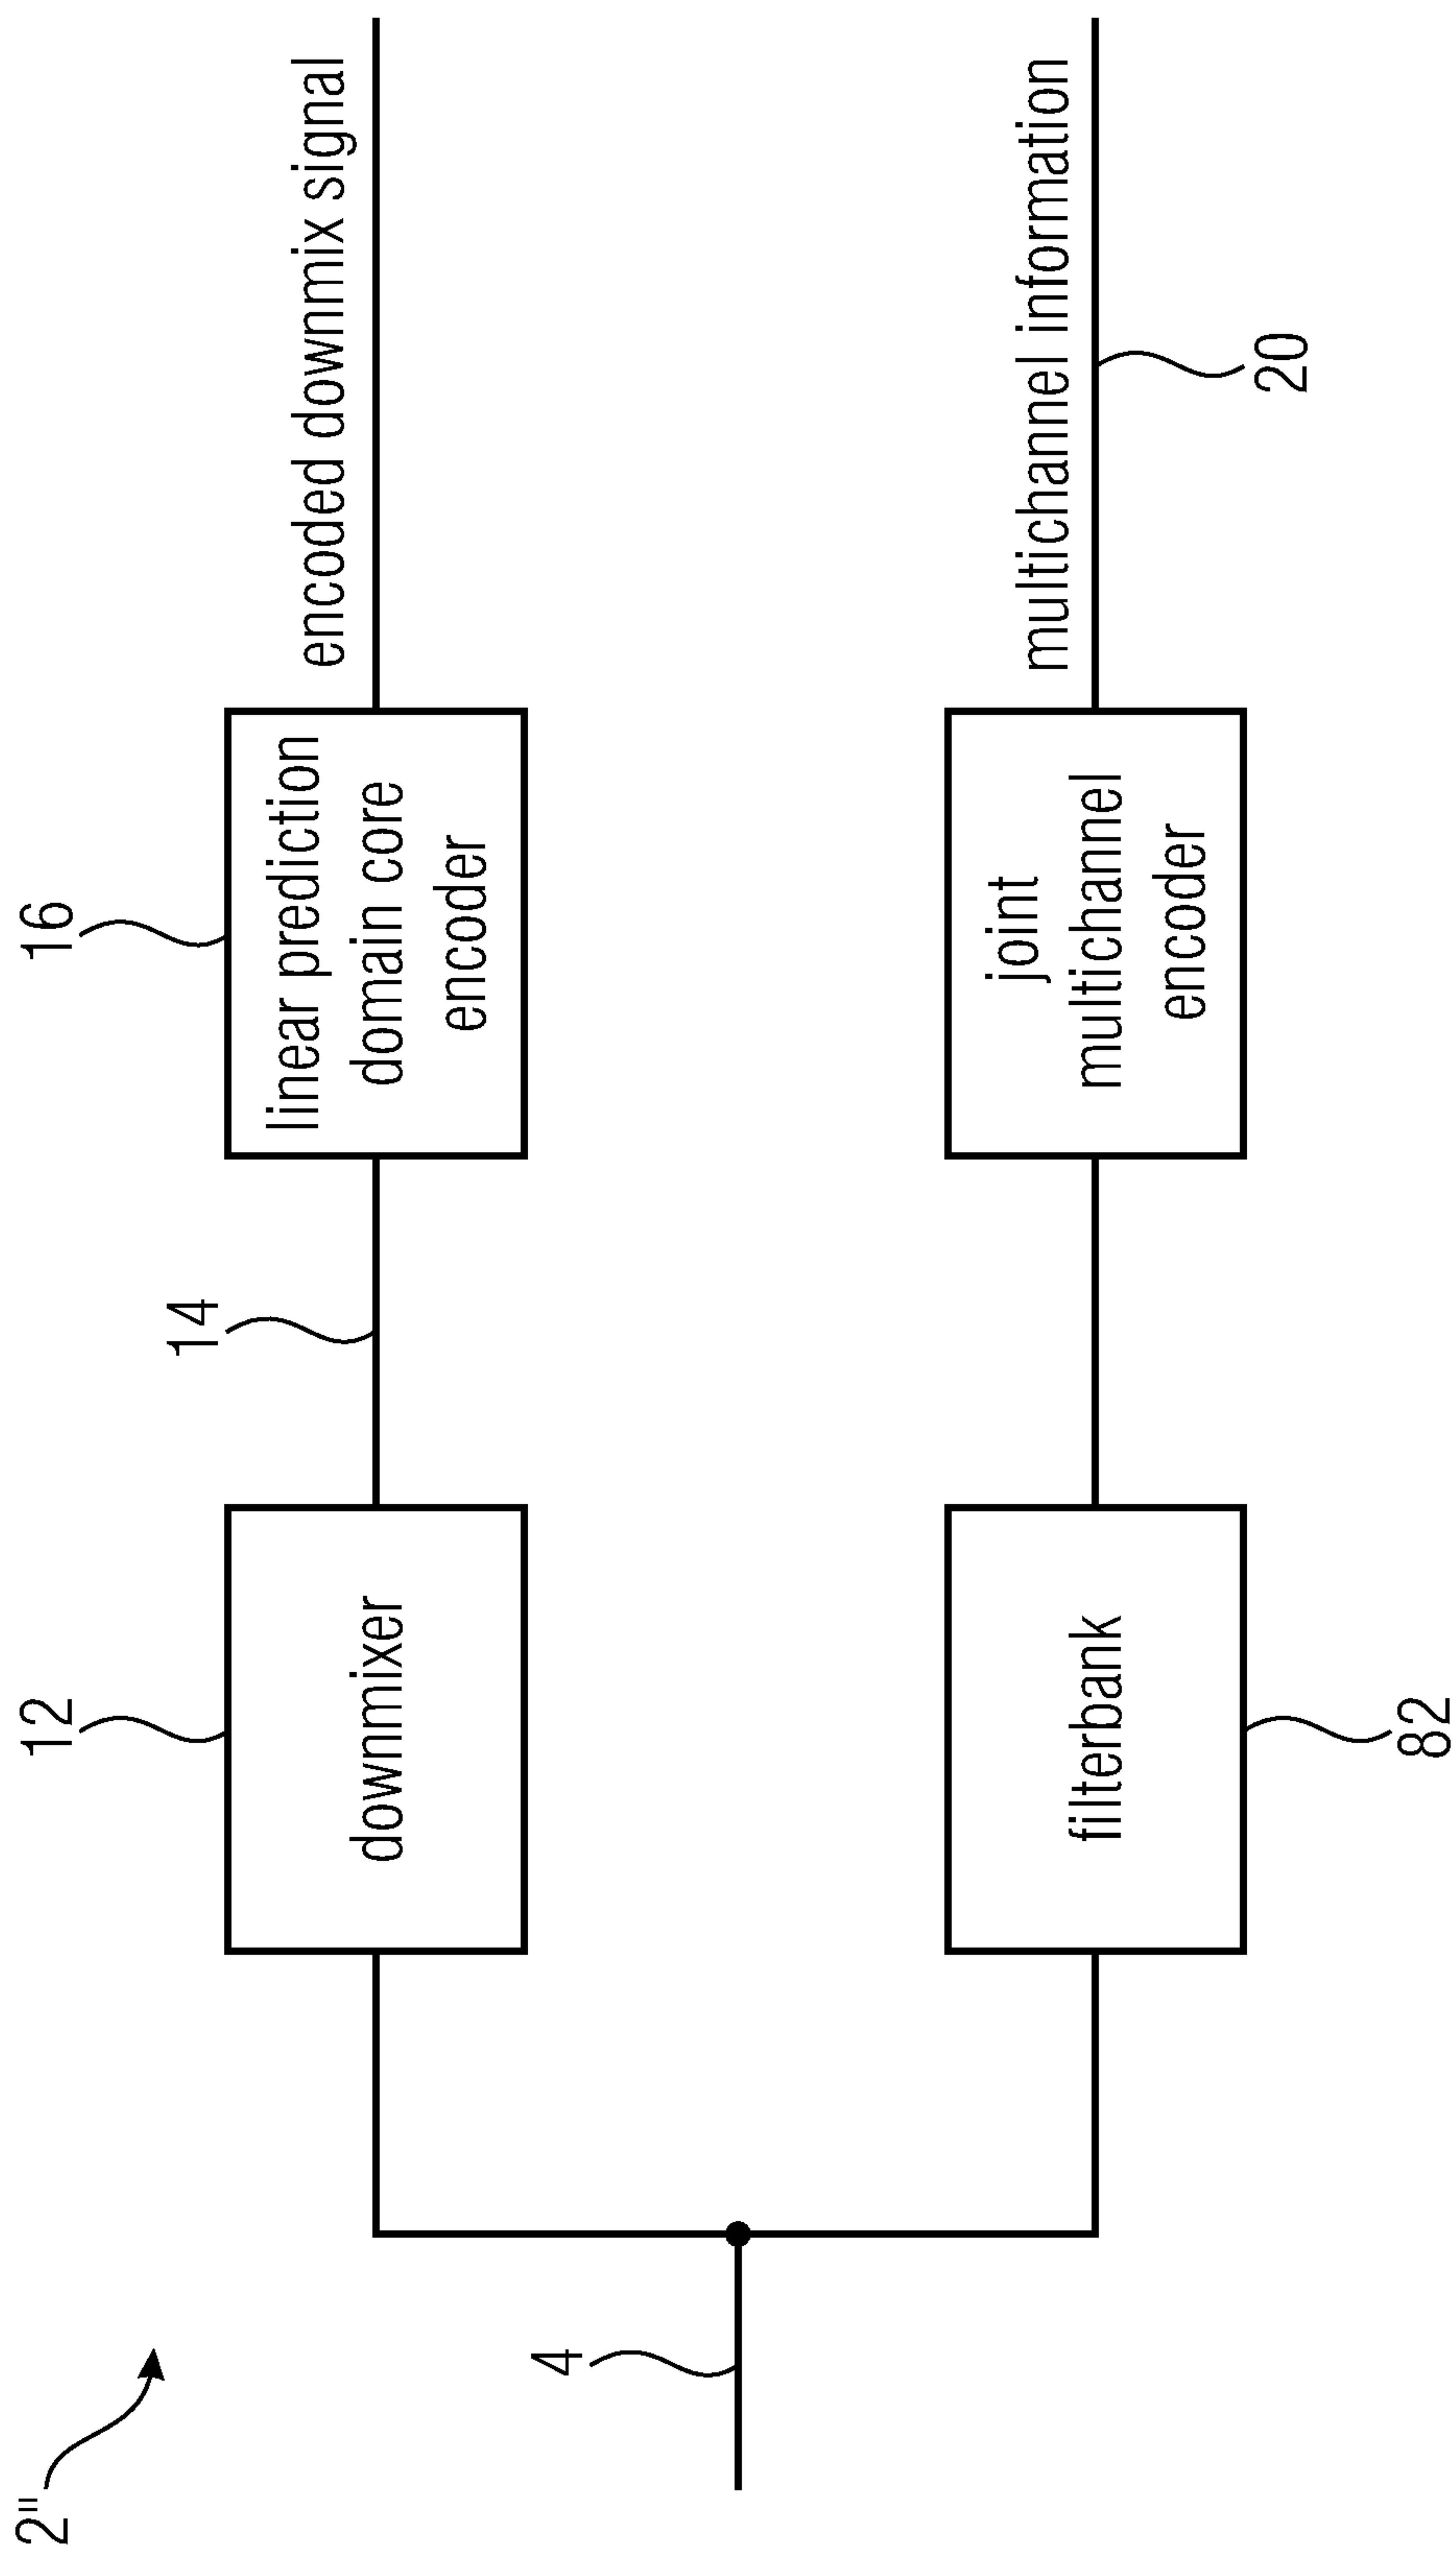 2"
4
12
downmixer
14
16
linear prediction
domain core
encoder
encoded downmix signal
filterbank
82
joint
multichannel
encoder
multichannel information
20